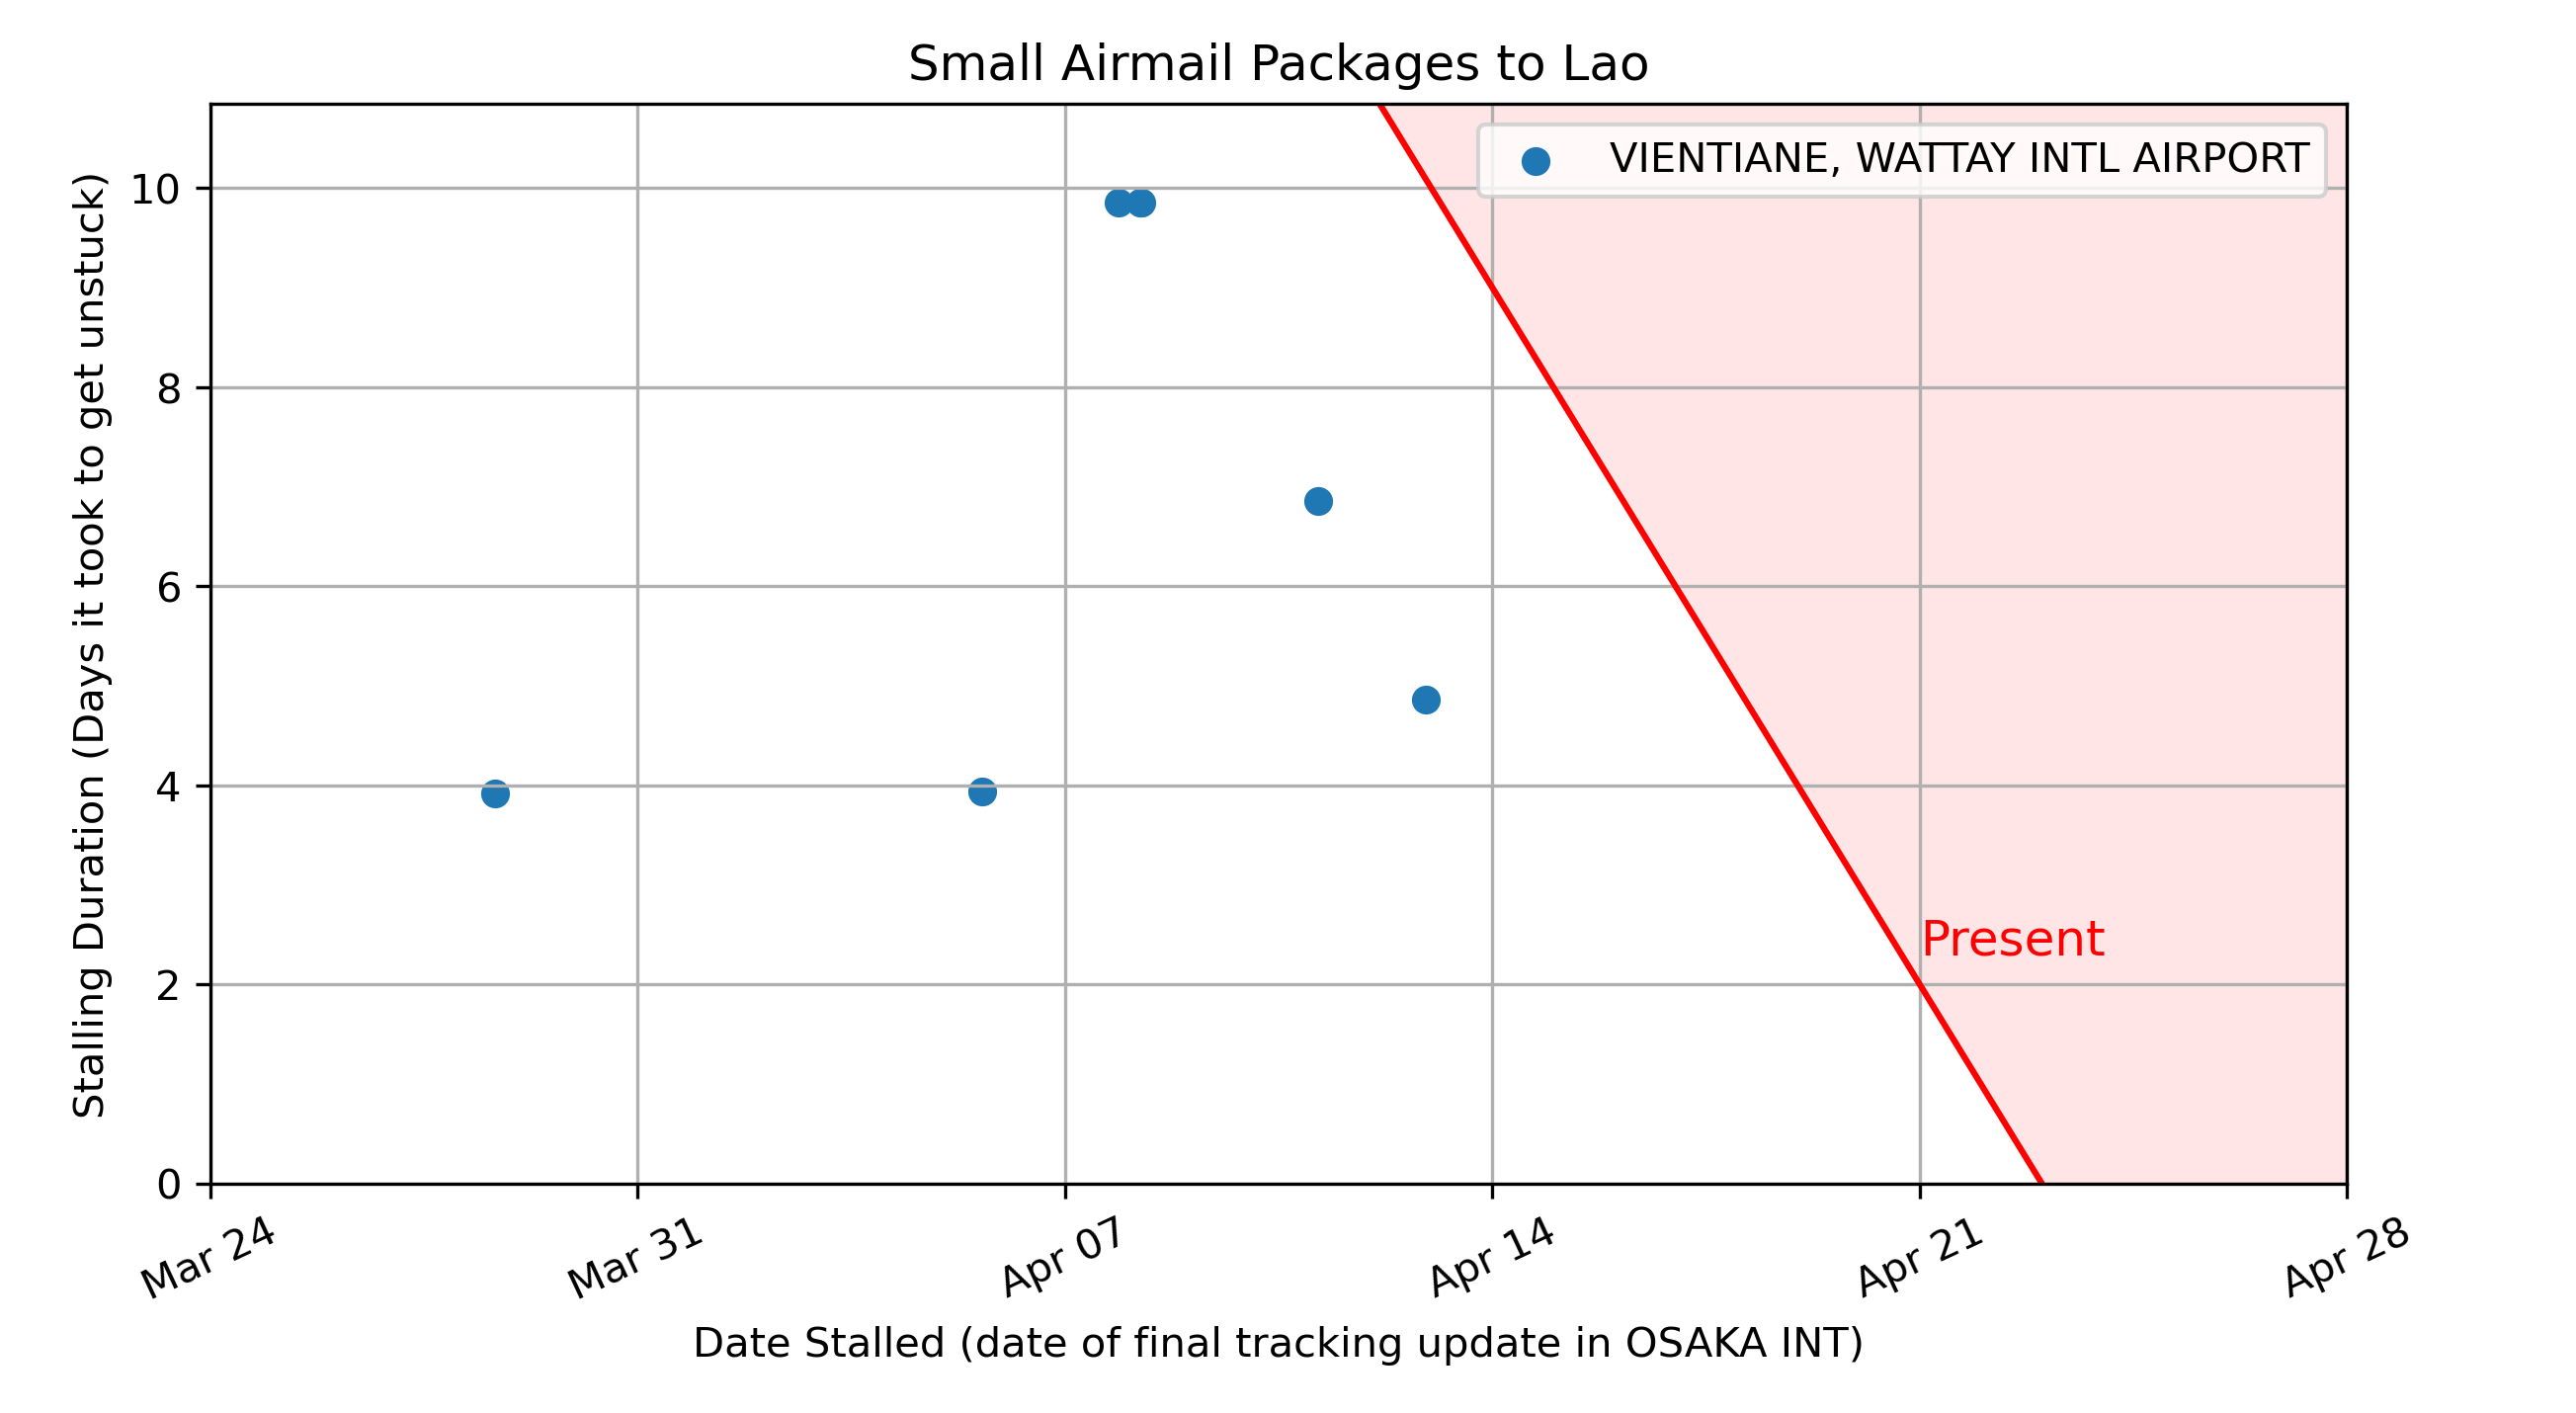 Small Airmail Packages to Lao
VIENTIANE, WATTAY INTL AIRPORT
Stalling Duration (Days it took to get unstuck)
10
8
6
4
2
0
Present
Mar 24
Mar 31
Apr 07
Apr 14
Apr 21
Apr 28
Date Stalled (date of final tracking update in OSAKA INT)